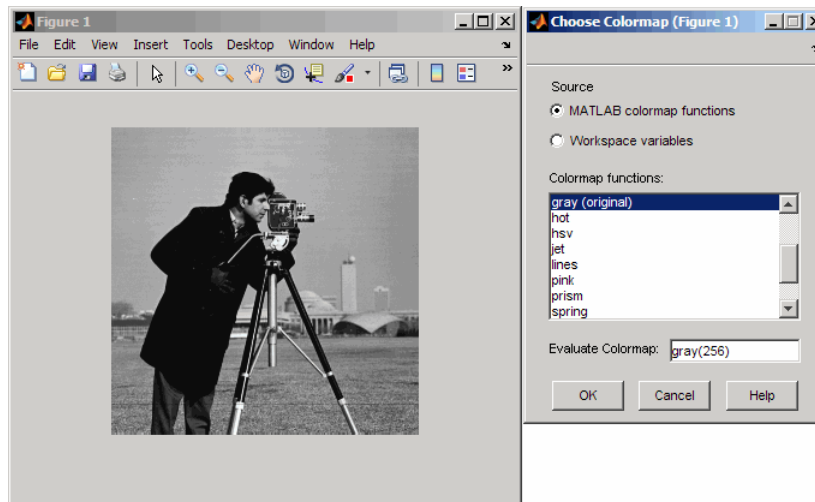 Figure 1
File Edit View Insert Tools Desktop Window Help
Choose Colormap (Figure 1)
Source
MATLAB colormap functions
Workspace variables
Colormap functions:
gray (original)
hot
hsv
jet
lines
pink
prism
spring
Evaluate Colormap: gray(256)
OK Cancel Help